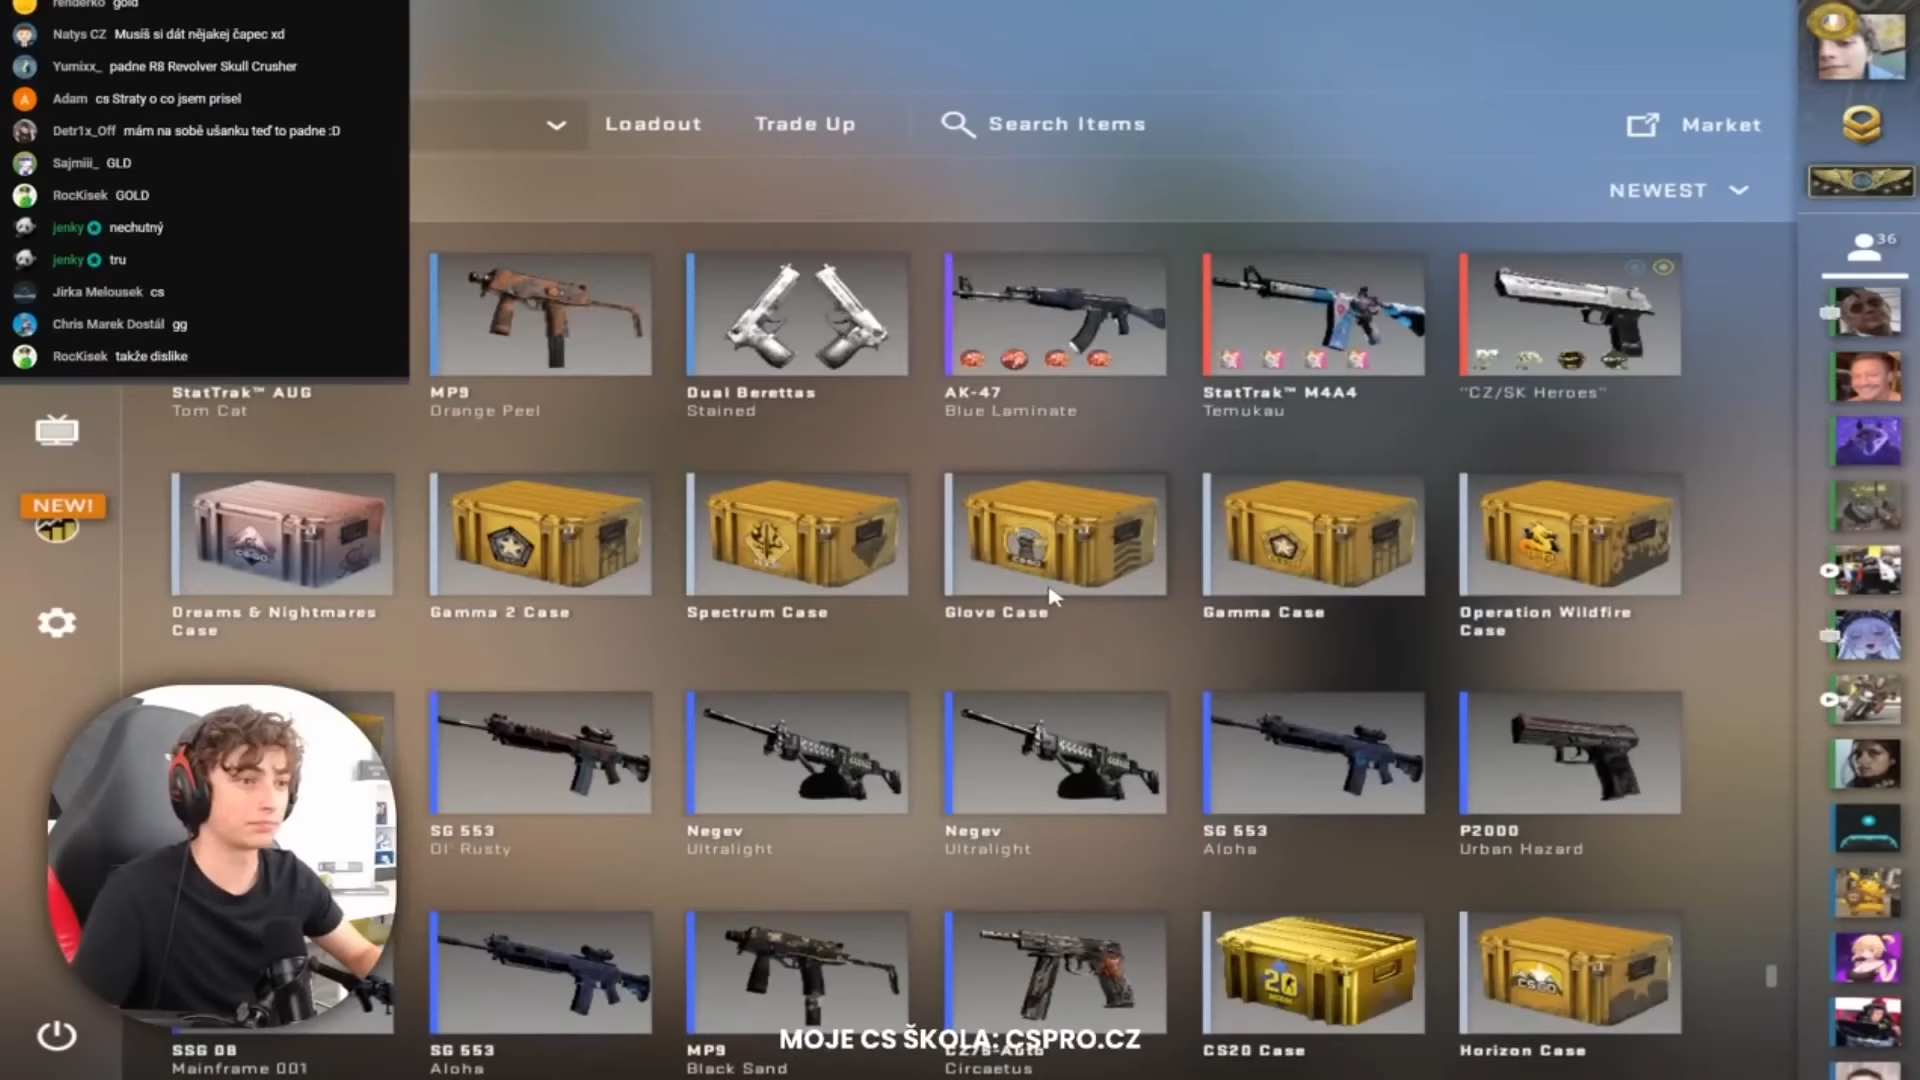 renderko gold
Natys CZ Musíš si dát nějakej čapec xd
Yumixx_ padne R8 Revolver Skull Crusher
Adam cs Straty o co jsem prisel
Detr1x_Off mám na sobě ušanku teď to padne :D
Sajmiii_ GLD
RocKisek GOLD
jenky nechutný
jenky tru
Jirka Melousek cs
Chris Marek Dostál gg
RocKisek takže dislike
Loadout
Trade Up
Search Items
Market
NEWEST
36
StatTrak™ AUG
Tom Cat
MP9
Orange Peel
Dual Berettas
Stained
AK-47
Blue Laminate
StatTrak™ M4A4
Temukau
"CZ/SK Heroes"
NEW!
Dreams & Nightmares
Case
Gamma 2 Case
Spectrum Case
Glove Case
Gamma Case
Operation Wildfire
Case
SG 553
Ol' Rusty
Negev
Ultralight
Negev
Ultralight
SG 553
Aloha
P2000
Urban Hazard
SSG 08
Mainframe 001
SG 553
Aloha
MP9
Black Sand
CZ75-Auto
Circaetus
CS20 Case
Horizon Case
MOJE CS ŠKOLA: CSPRO.CZ